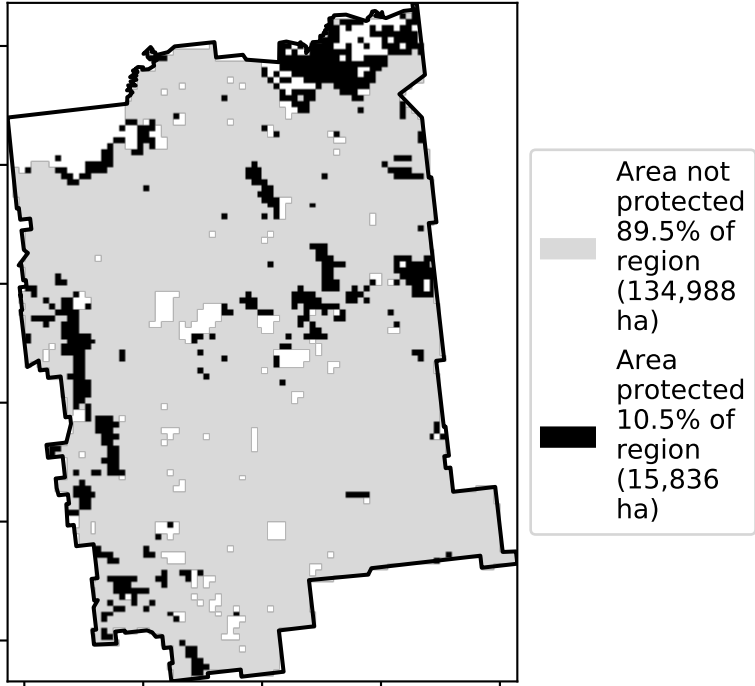 Area not
protected
89.5% of
region
(134,988
ha)
Area
protected
10.5% of
region
(15,836
ha)